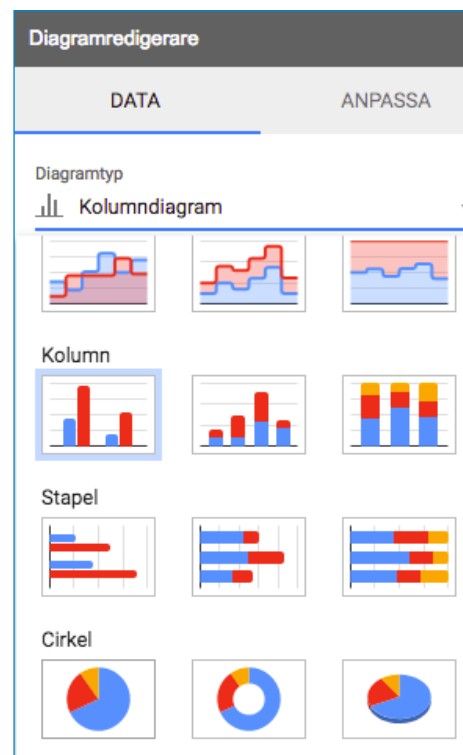 Diagramredigerare
DATA ANPASSA
Diagramtyp
Kolumndiagram
Kolumn
Stapel
Cirkel